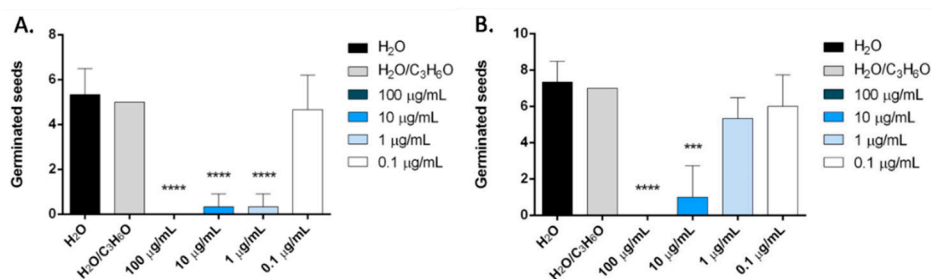 A.
Germinated seeds
8
6
4
2
0
****
****
****
H₂O
H₂O/C₃H₆O
100 μg/mL
10 μg/mL
1 μg/mL
0.1 μg/mL
H₂O
H₂O/C₃H₆O
100 μg/mL
10 μg/mL
1 μg/mL
0.1 μg/mL
B.
Germinated seeds
10
8
6
4
2
0
****
***
H₂O
H₂O/C₃H₆O
100 μg/mL
10 μg/mL
1 μg/mL
0.1 μg/mL
H₂O
H₂O/C₃H₆O
100 μg/mL
10 μg/mL
1 μg/mL
0.1 μg/mL